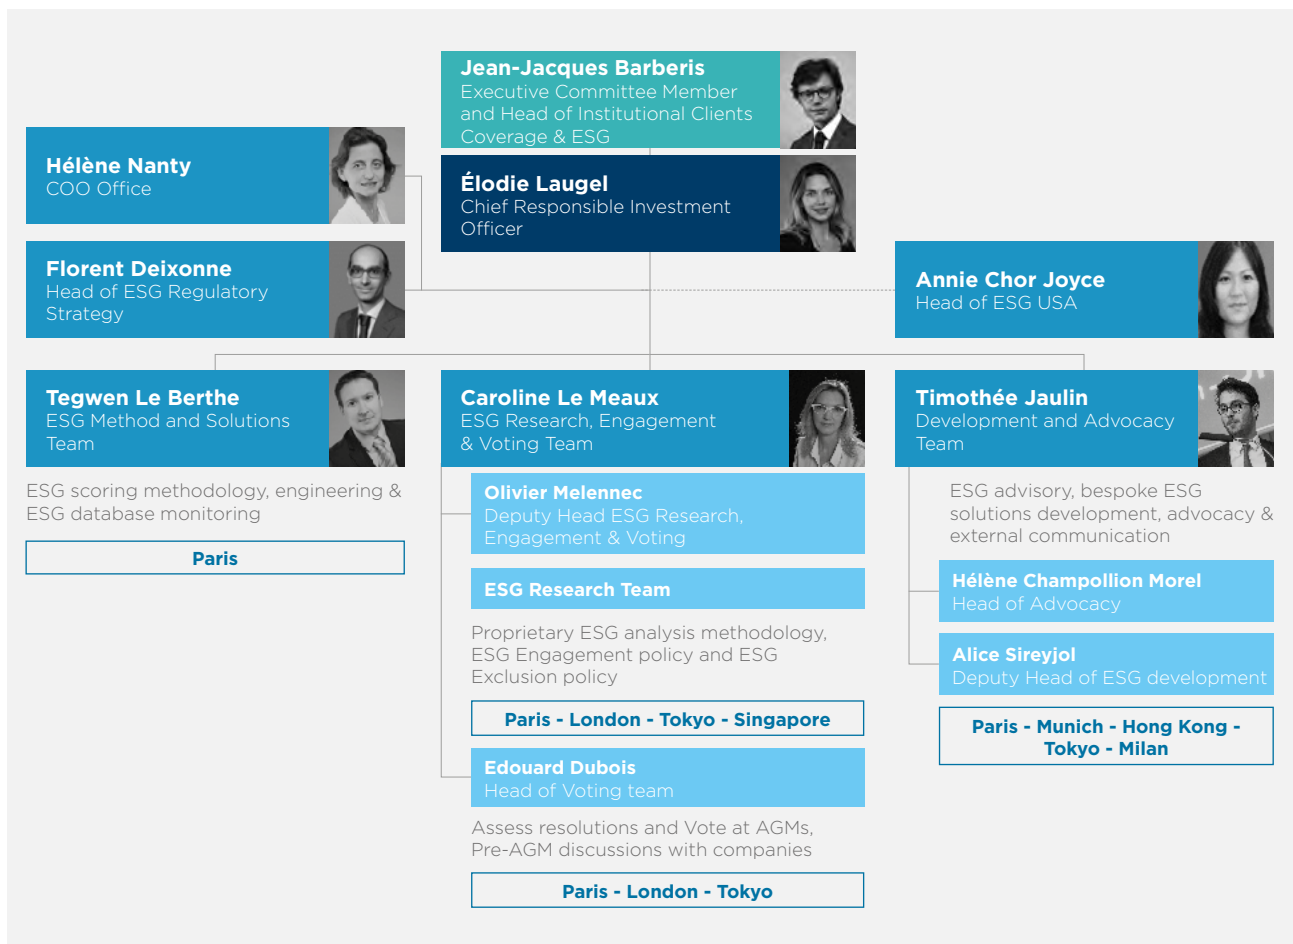 Jean-Jacques Barberis
Executive Committee Member
and Head of Institutional Clients
Coverage & ESG
Hélène Nanty
COO Office
Élodie Laugel
Chief Responsible Investment
Officer
Florent Deixonne
Head of ESG Regulatory
Strategy
Annie Chor Joyce
Head of ESG USA
Tegwen Le Berthe
ESG Method and Solutions
Team
ESG scoring methodology, engineering &
ESG database monitoring
Paris
Caroline Le Meaux
ESG Research, Engagement
& Voting Team
Olivier Melennec
Deputy Head ESG Research,
Engagement & Voting
ESG Research Team
Proprietary ESG analysis methodology,
ESG Engagement policy and ESG
Exclusion policy
Paris - London - Tokyo - Singapore
Edouard Dubois
Head of Voting team
Assess resolutions and Vote at AGMs,
Pre-AGM discussions with companies
Paris - London - Tokyo
Timothée Jaulin
Development and Advocacy
Team
ESG advisory, bespoke ESG
solutions development, advocacy &
external communication
Hélène Champollion Morel
Head of Advocacy
Alice Sireyjol
Deputy Head of ESG development
Paris - Munich - Hong Kong -
Tokyo - Milan